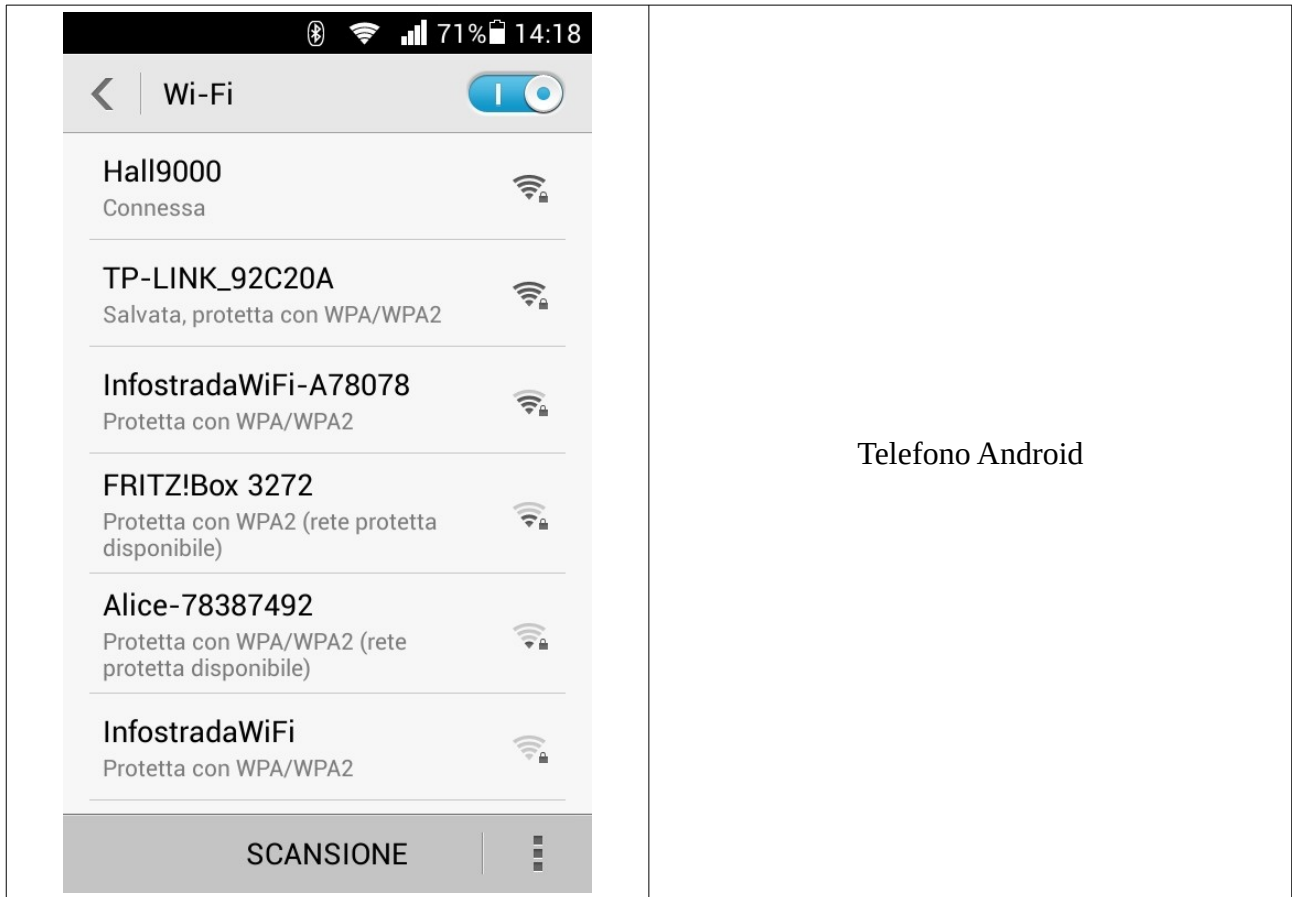 71% 14:18
Wi-Fi
Hall9000
Connessa
TP-LINK_92C20A
Salvata, protetta con WPA/WPA2
InfostradaWiFi-A78078
Protetta con WPA/WPA2
FRITZ!Box 3272
Protetta con WPA2 (rete protetta
disponibile)
Alice-78387492
Protetta con WPA/WPA2 (rete
protetta disponibile)
InfostradaWiFi
Protetta con WPA/WPA2
SCANSIONE
Telefono Android